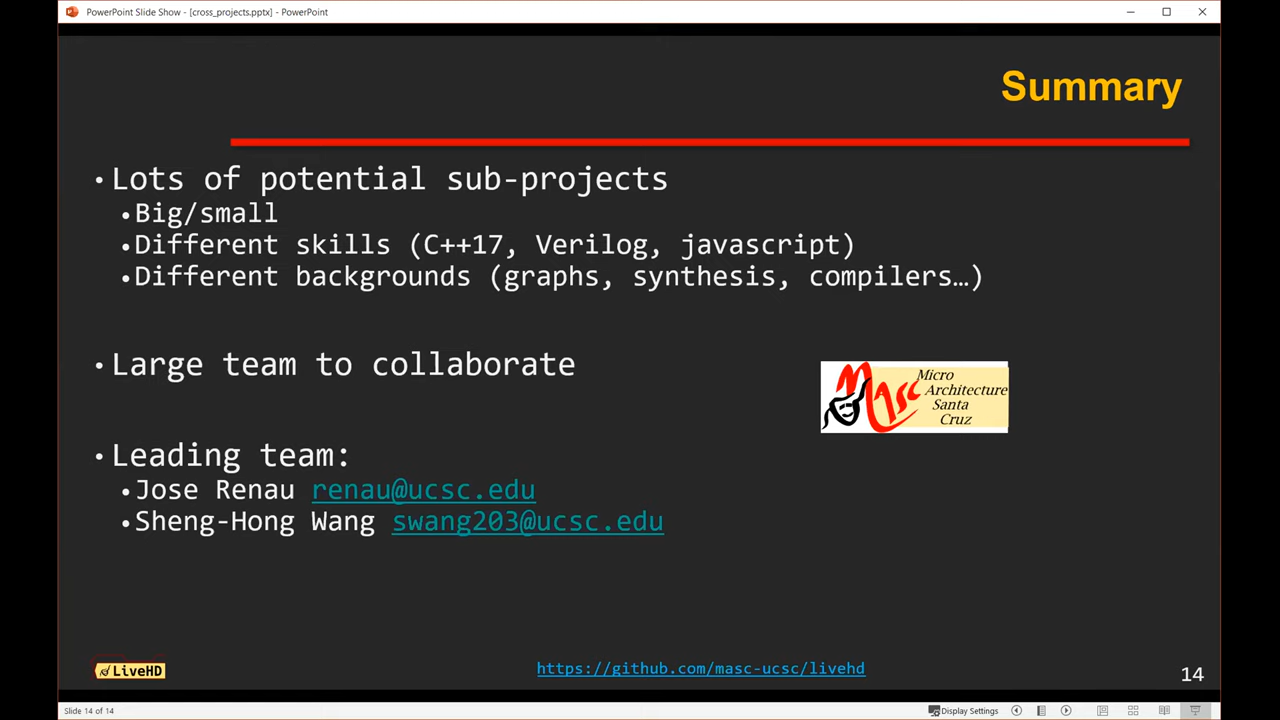 PowerPoint Slide Show - [cross_projects.pptx] - PowerPoint
Summary
• Lots of potential sub-projects
• Big/small
• Different skills (C++17, Verilog, javascript)
• Different backgrounds (graphs, synthesis, compilers…)
• Large team to collaborate
Masc
Micro
Architecture
Santa
Cruz
• Leading team:
• Jose Renau renau@ucsc.edu
• Sheng-Hong Wang swang203@ucsc.edu
LiveHD
https://github.com/masc-ucsc/livehd
14
Slide 14 of 14
Display Settings